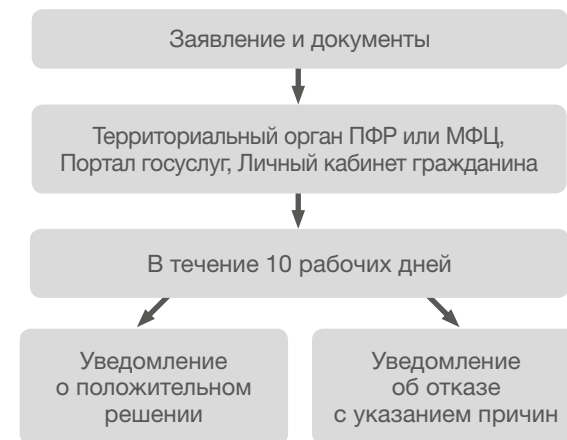 Заявление и документы
Территориальный орган ПФР или МФЦ,
Портал госуслуг, Личный кабинет гражданина
В течение 10 рабочих дней
Уведомление
о положительном
решении
Уведомление
об отказе
с указанием причин